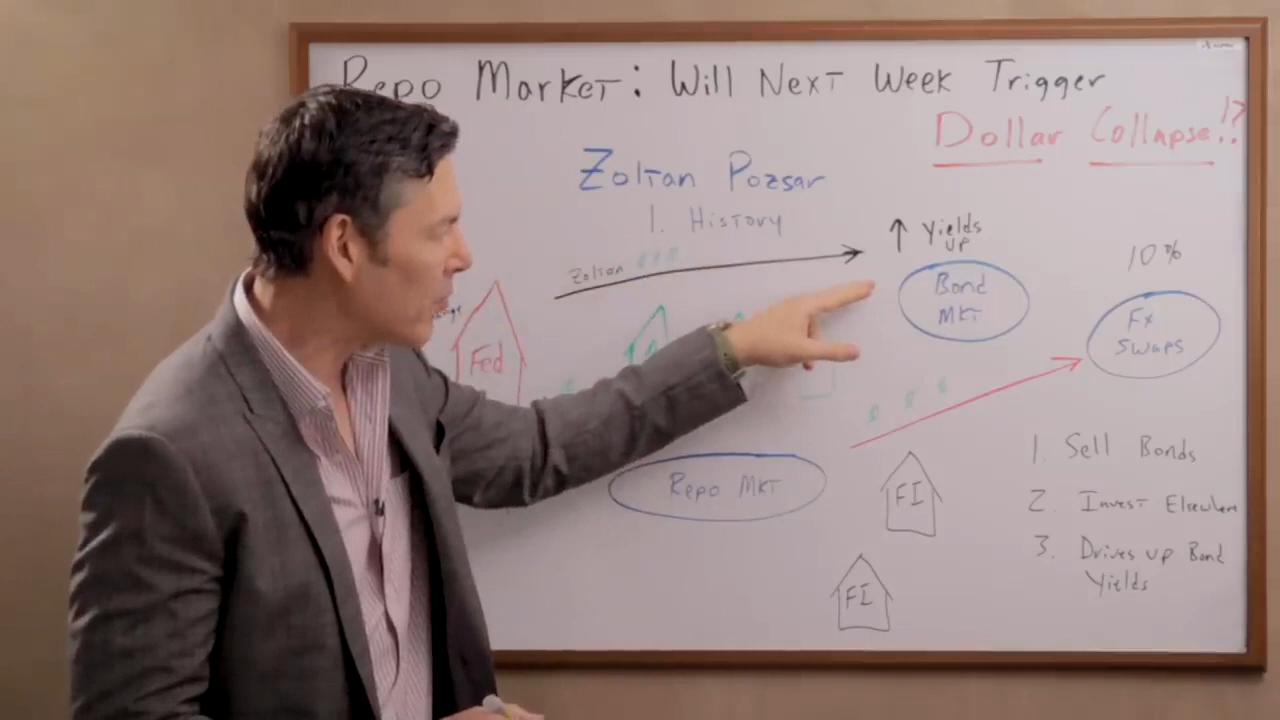 Repo Market: Will Next Week Trigger
Dollar Collapse!?
Zoltan Pozsar
1. History
Zoltan $ $ $
↑ Yields
up
Bond
MKT
10%
Fx
Swaps
Fed
$ $ $
Repo MKT
FI
FI
1. Sell Bonds
2. Invest Elsewhere
3. Drives up Bond
Yields